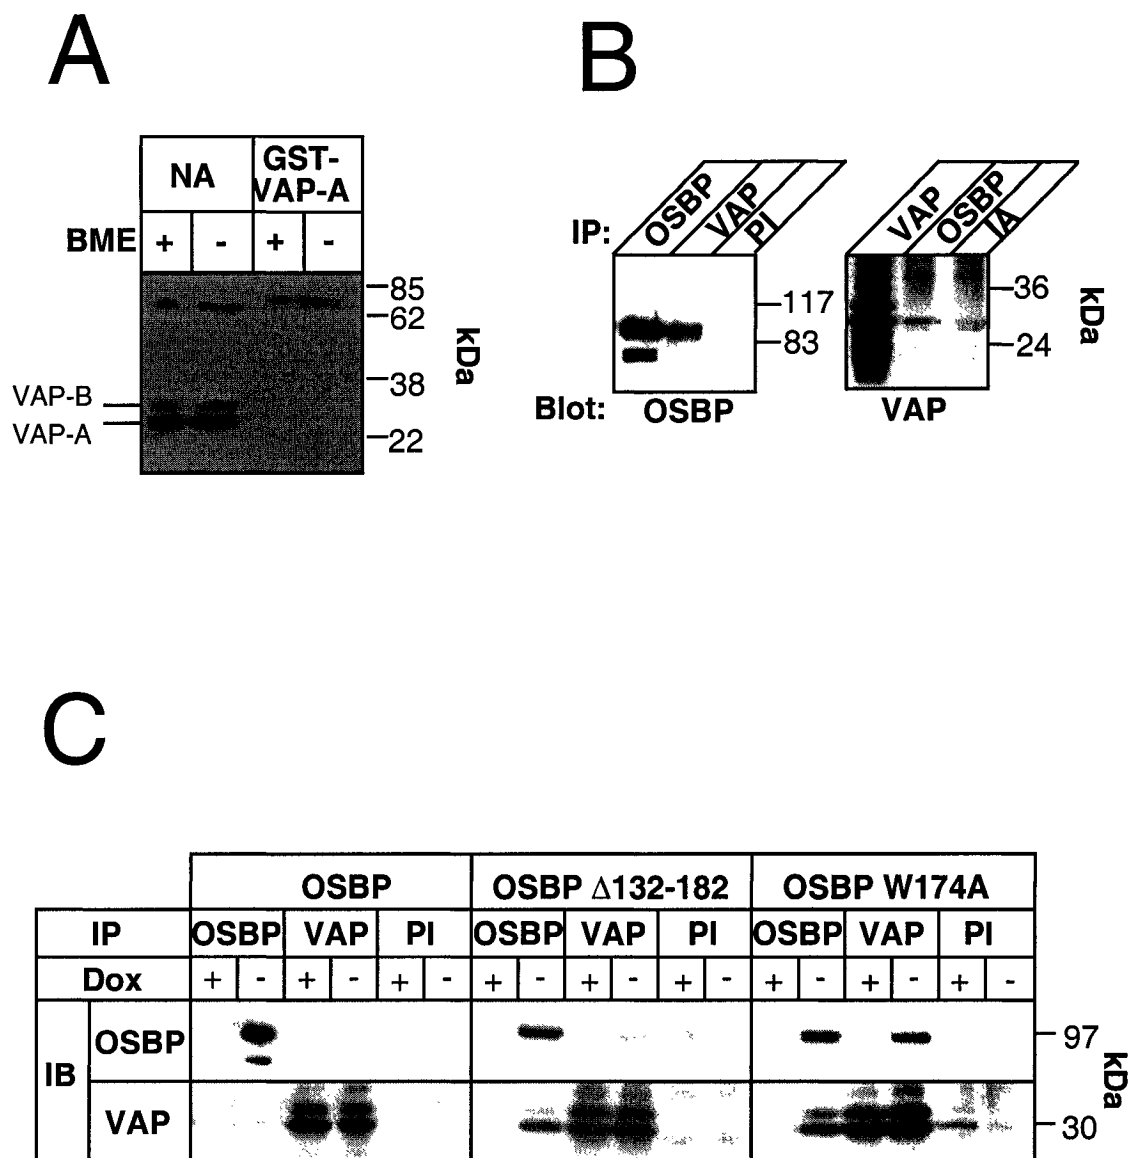 A
NA GST-
VAP-A
BME + - + -
85
62
kDa
38
VAP-B
VAP-A
22
B
IP: OSBP VAP PI
117
83
Blot: OSBP
VAP OSBP IA
36
24
kDa
VAP
C
OSBP OSBP Δ132-182 OSBP W174A
IP OSBP VAP PI OSBP VAP PI OSBP VAP PI
Dox + - + - + - + - + - + - + - + - + -
IB OSBP 97
kDa
VAP 30